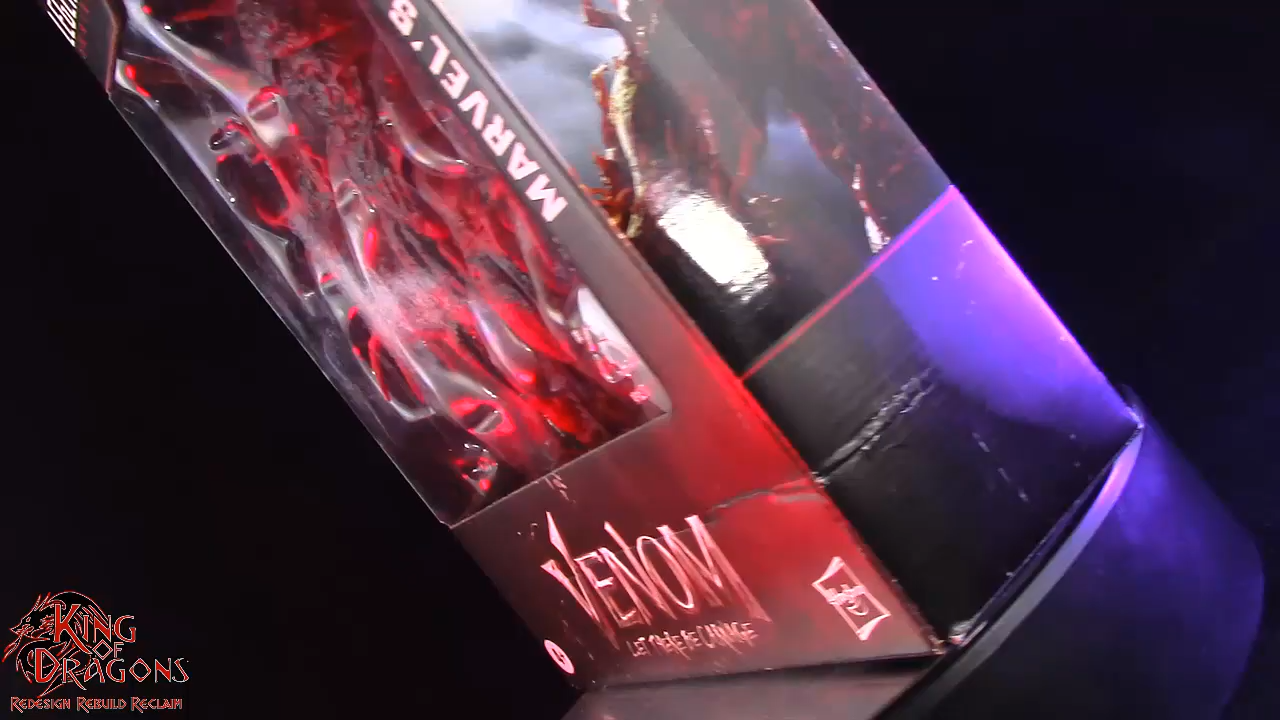 MARVEL'S
VENOM
LET THERE BE CARNAGE
KING
OF
DRAGONS
REDESIGN REBUILD RECLAIM